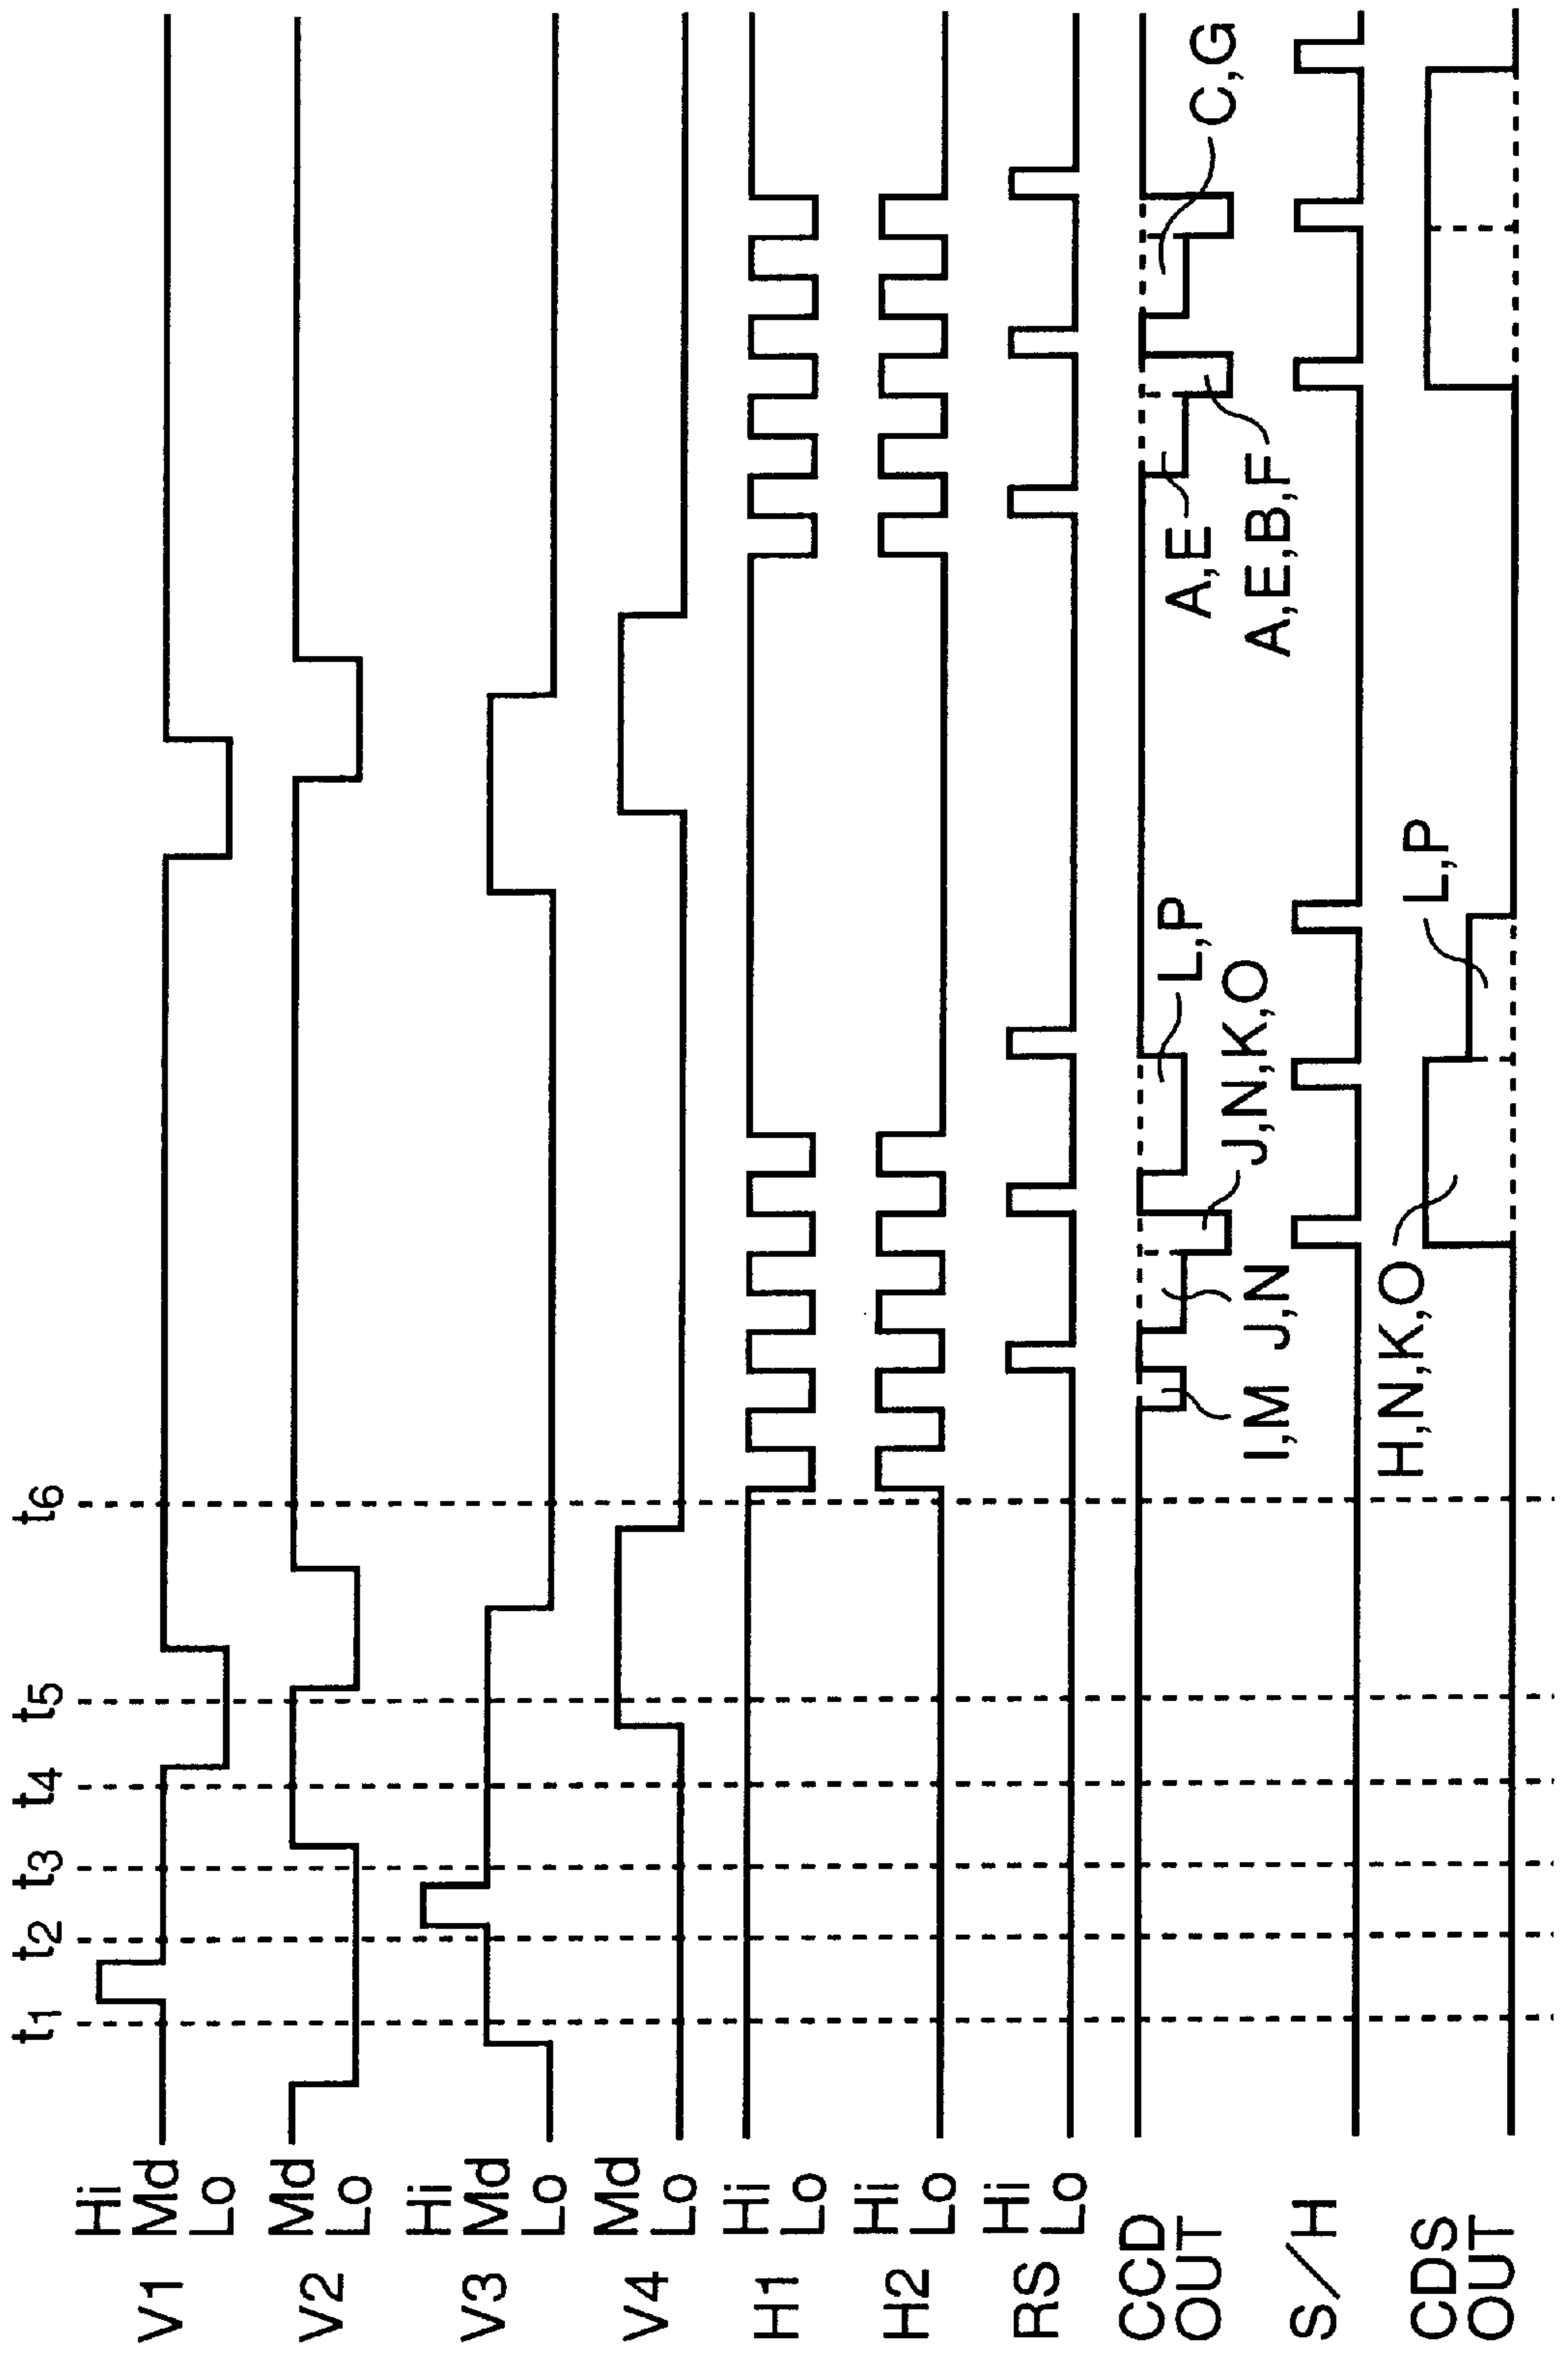 t1 t2 t3 t4 t5 t6
V1 Hi Md Lo
V2 Md Lo
V3 Hi Md Lo
V4 Md Lo
H1 Hi Lo
H2 Hi Lo
RS Hi Lo
CCD OUT
I,M J,N
J,N,K,O
L,P
A,E
A,E,B,F
C,G
S/H
CDS OUT
H,N,K,O
L,P